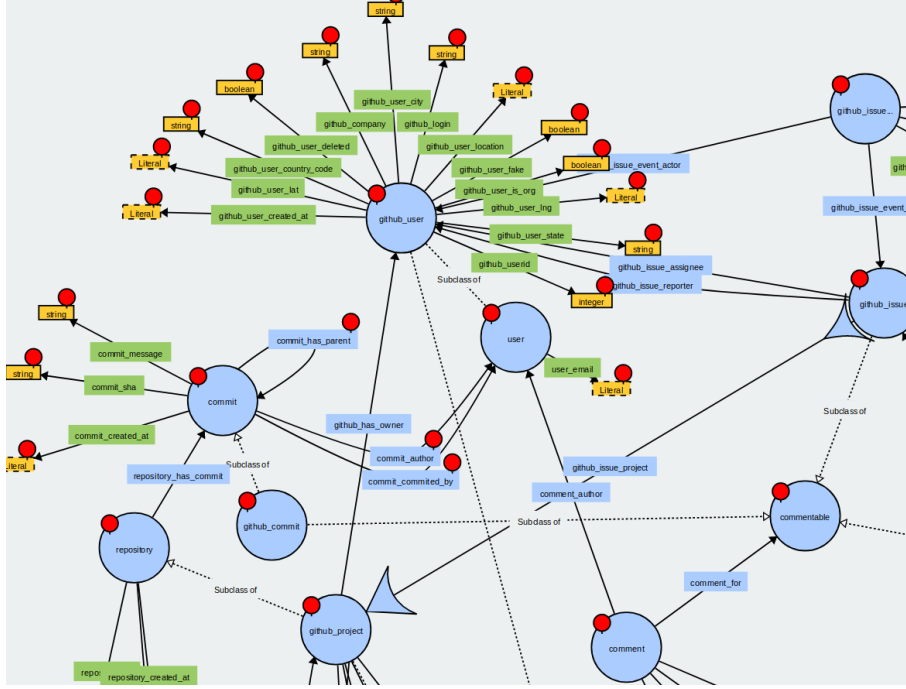 string
string
string
boolean
Literal
github_user_city
github_company
github_login
string
boolean
github_user_deleted
github_user_location
Literal
github_user_country_code
github_user_fake
boolean
issue_event_actor
github_issue...
github_user_lat
github_user_is_org
Literal
Literal
github_user_created_at
github_user
github_user_lng
github_issue_event_
github_user_state
string
github_userid
github_issue_assignee
Subclass of
github_issue_reporter
integer
github_issue
string
commit_has_parent
user
commit_message
user_email
string
commit_sha
commit
Literal
Subclass of
github_has_owner
commit_created_at
commit_author
Subclass of
github_issue_project
repository_has_commit
commit_commited_by
comment_author
commentable
Subclass of
github_commit
repository
comment_for
Subclass of
github_project
comment
repository_created_at